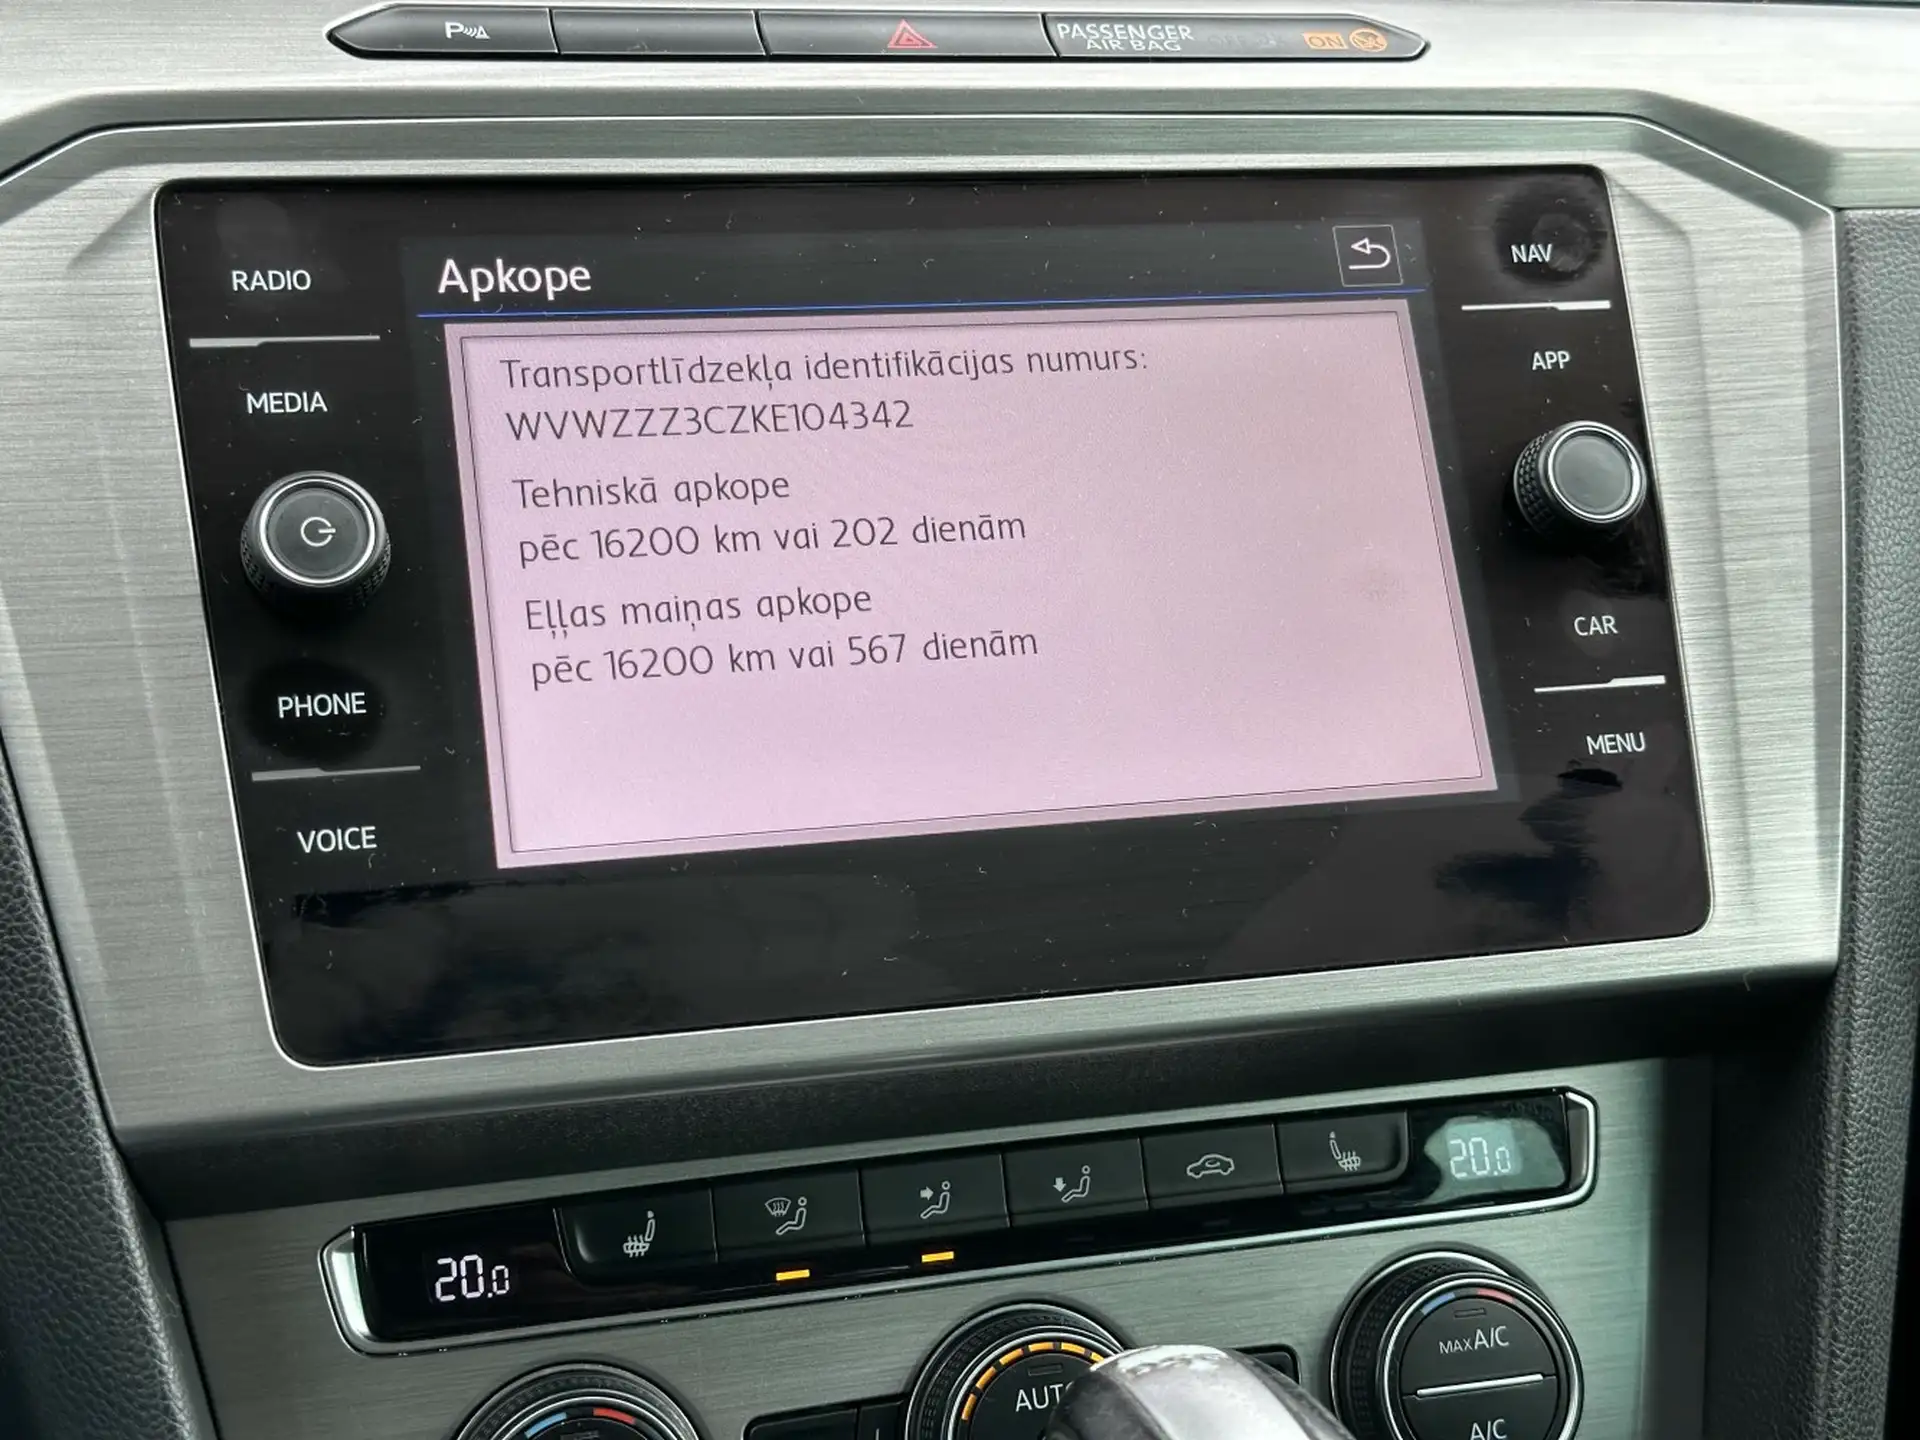 P
PASSENGER
AIR BAG
ON
RADIO
MEDIA
PHONE
VOICE
Apkope
Transportlīdzekļa identifikācijas numurs:
WVWZZZ3CZKE104342
Tehniskā apkope
pēc 16200 km vai 202 dienām
Eļļas maiņas apkope
pēc 16200 km vai 567 dienām
NAV
APP
CAR
MENU
20.0
20.0
AUTO
MAX A/C
A/C